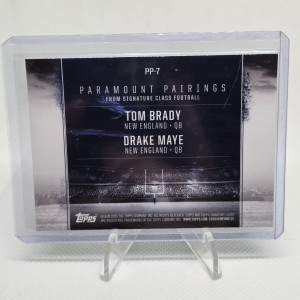 PP-7
PARAMOUNT PAIRINGS
FROM SIGNATURE CLASS FOOTBALL
TOM BRADY
NEW ENGLAND • QB
DRAKE MAYE
NEW ENGLAND • QB
Topps